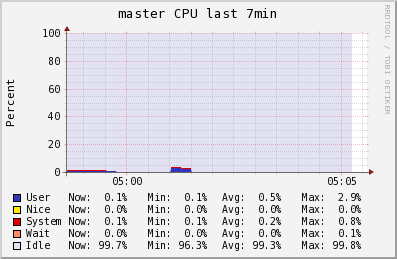 master CPU last 7min
RRDTOOL / TOBI OETIKER
Percent
100
80
60
40
20
0
05:00 05:05
User Now: 0.1% Min: 0.1% Avg: 0.5% Max: 2.9%
Nice Now: 0.0% Min: 0.0% Avg: 0.0% Max: 0.0%
System Now: 0.1% Min: 0.1% Avg: 0.2% Max: 0.8%
Wait Now: 0.0% Min: 0.0% Avg: 0.0% Max: 0.1%
Idle Now: 99.7% Min: 96.3% Avg: 99.3% Max: 99.8%